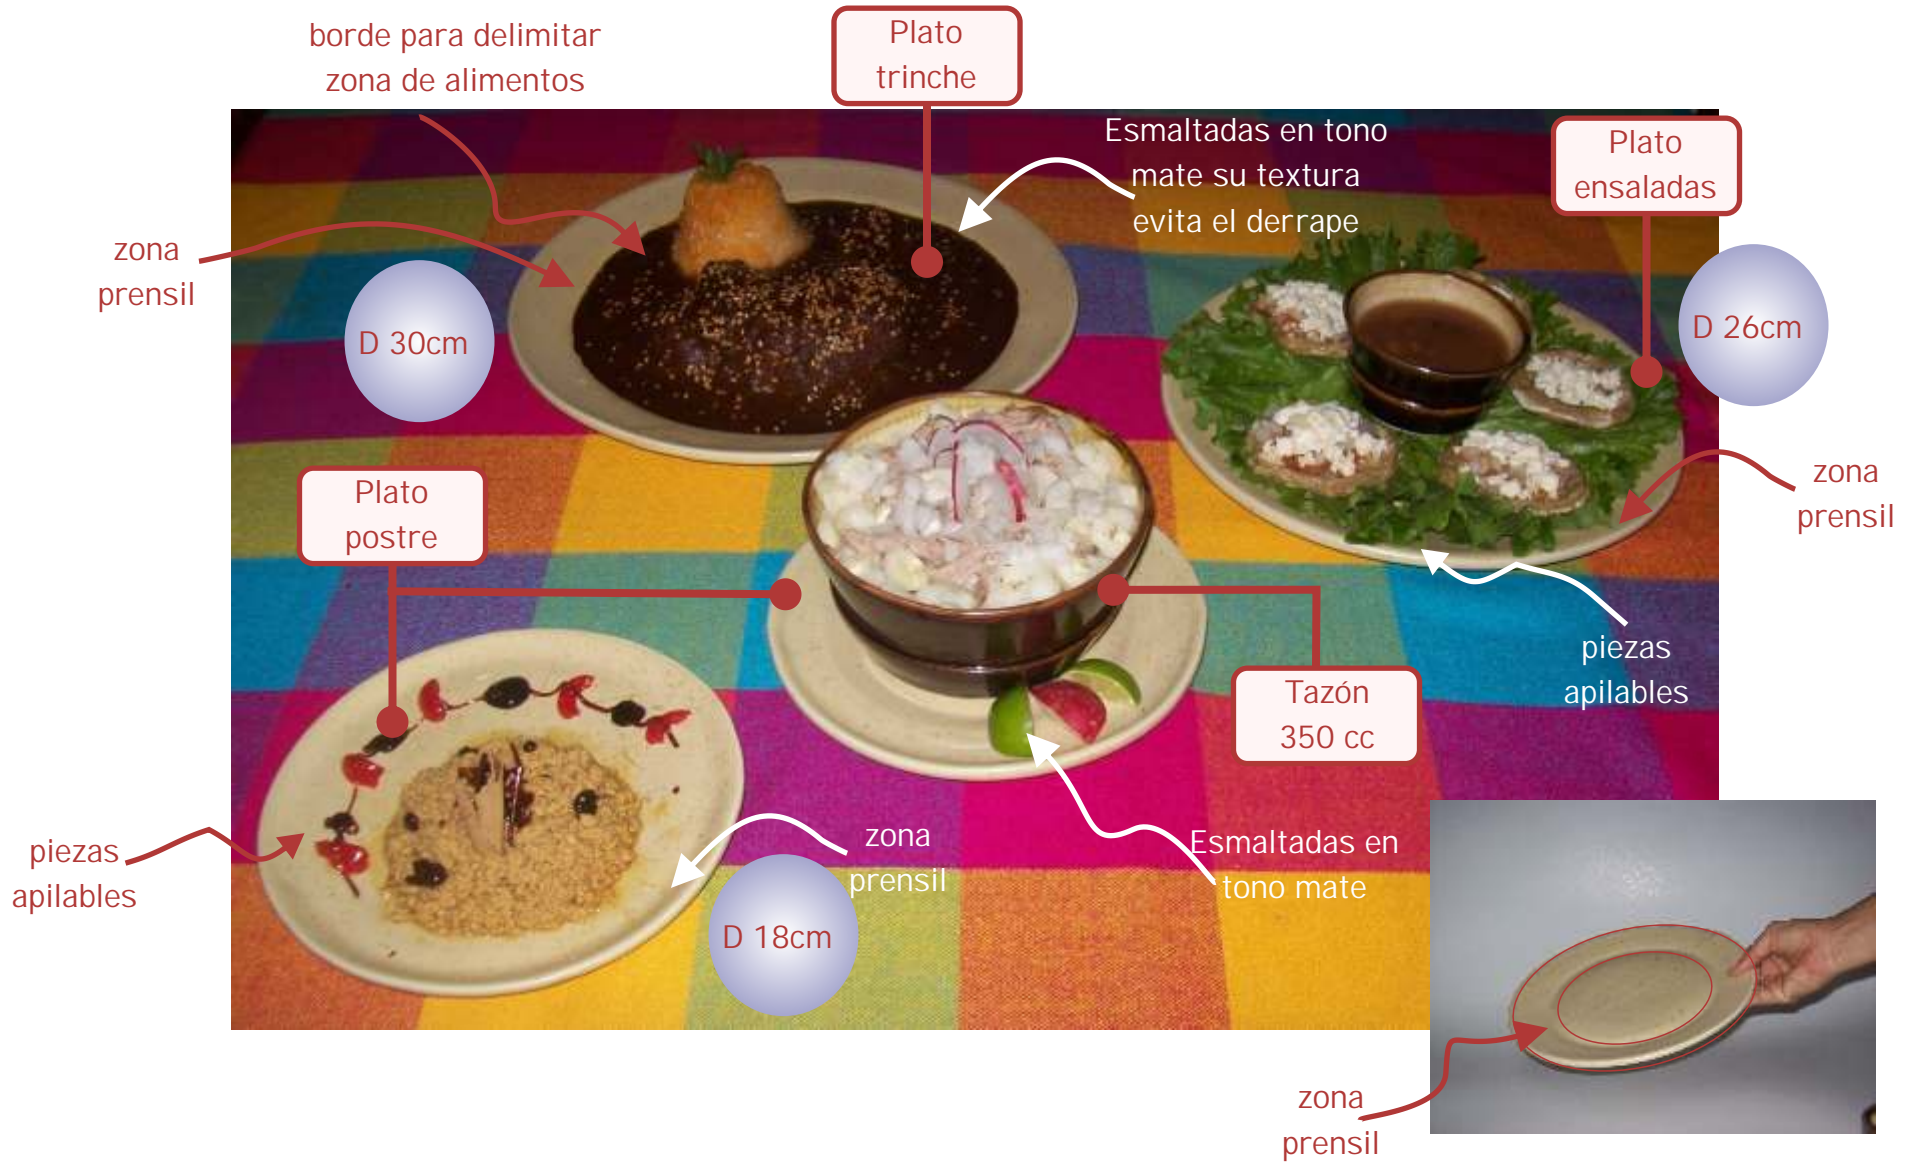 borde para delimitar
zona de alimentos
Plato
trinche
Esmaltadas en tono
mate su textura
evita el derrape
Plato
ensaladas
zona
prensil
D 30cm
D 26cm
zona
prensil
Plato
postre
piezas
apilables
Tazón
350 cc
piezas
apilables
zona
prensil
Esmaltadas en
tono mate
D 18cm
zona
prensil